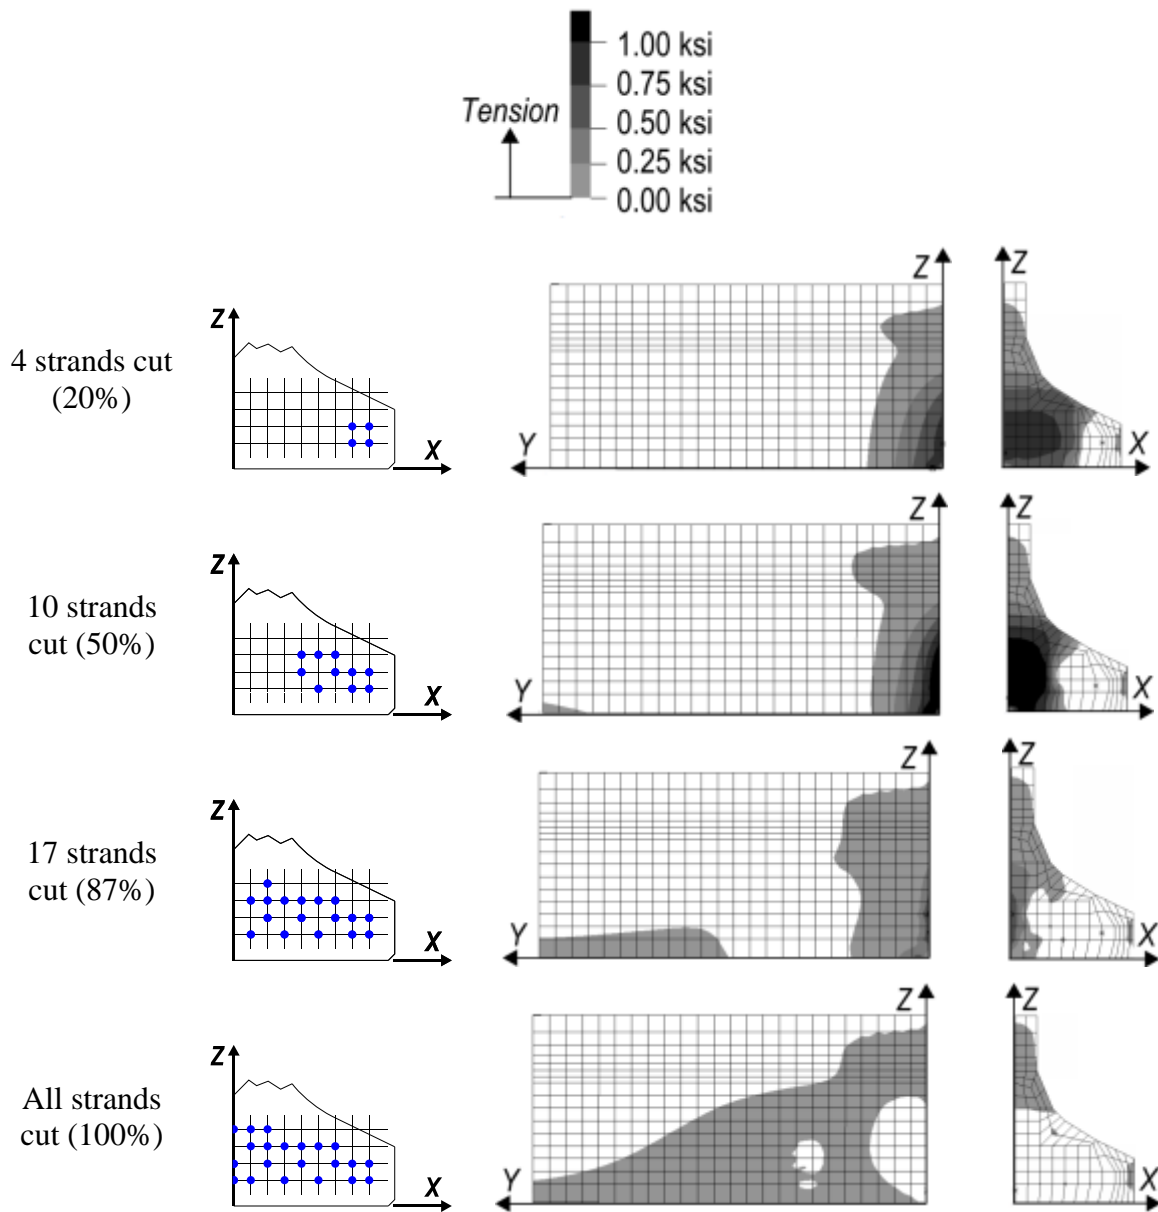 1.00 ksi
0.75 ksi
Tension
0.50 ksi
0.25 ksi
0.00 ksi
4 strands cut
(20%)
Z
X
Z
Y
Z
X
10 strands
cut (50%)
Z
X
Z
Y
Z
X
17 strands
cut (87%)
Z
X
Z
Y
Z
X
All strands
cut (100%)
Z
X
Z
Y
Z
X